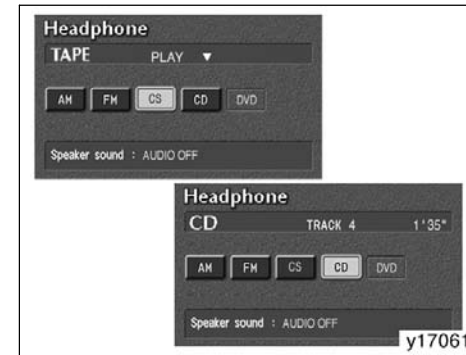 Headphone
TAPE PLAY ▼
AM FM CS CD DVD
Speaker sound : AUDIO OFF
Headphone
CD TRACK 4 1'35"
AM FM CS CD DVD
Speaker sound : AUDIO OFF
y17061